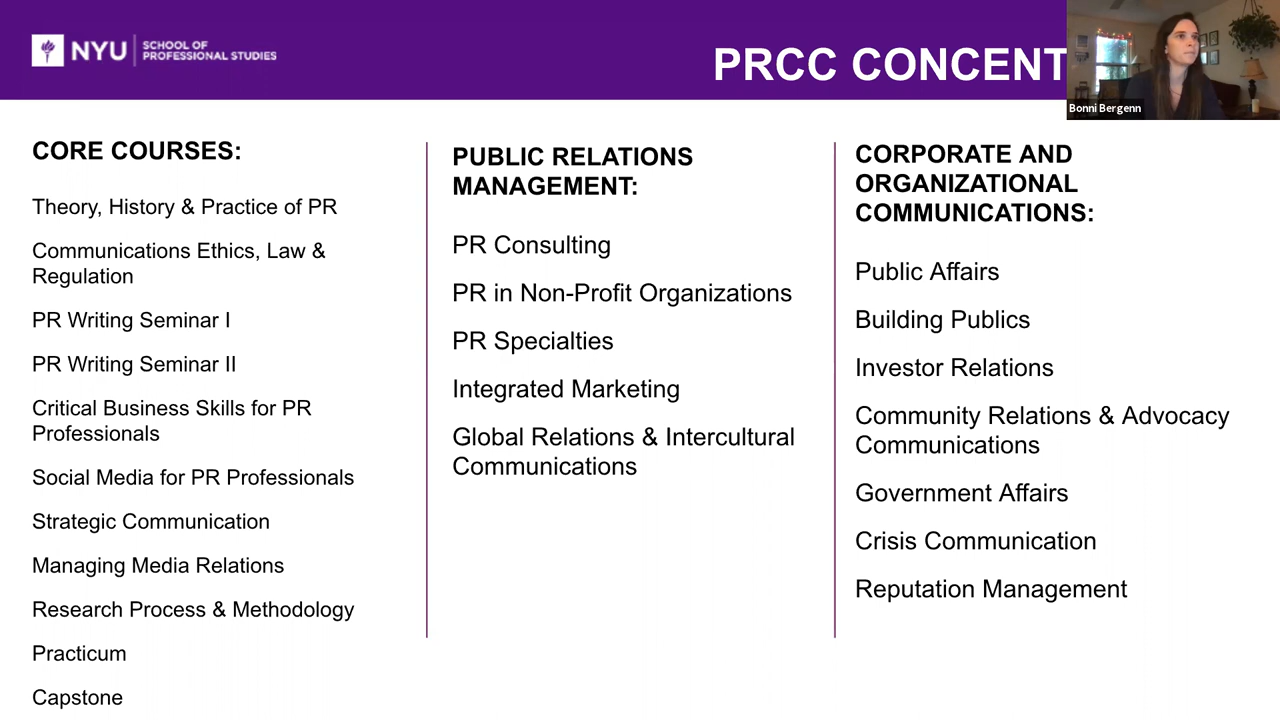 NYU
SCHOOL OF
PROFESSIONAL STUDIES
PRCC CONCENT
Bonni Bergenn
CORE COURSES:
Theory, History & Practice of PR
Communications Ethics, Law &
Regulation
PR Writing Seminar I
PR Writing Seminar II
Critical Business Skills for PR
Professionals
Social Media for PR Professionals
Strategic Communication
Managing Media Relations
Research Process & Methodology
Practicum
Capstone
PUBLIC RELATIONS
MANAGEMENT:
PR Consulting
PR in Non-Profit Organizations
PR Specialties
Integrated Marketing
Global Relations & Intercultural
Communications
CORPORATE AND
ORGANIZATIONAL
COMMUNICATIONS:
Public Affairs
Building Publics
Investor Relations
Community Relations & Advocacy
Communications
Government Affairs
Crisis Communication
Reputation Management